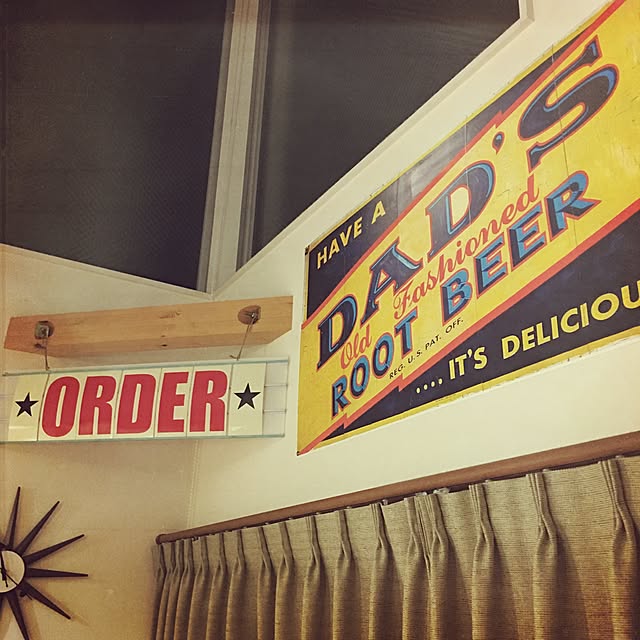 HAVE A
DAD'S
Old Fashioned
ROOT BEER
REG. U.S. PAT. OFF.
....IT'S DELICIOU
★ORDER★